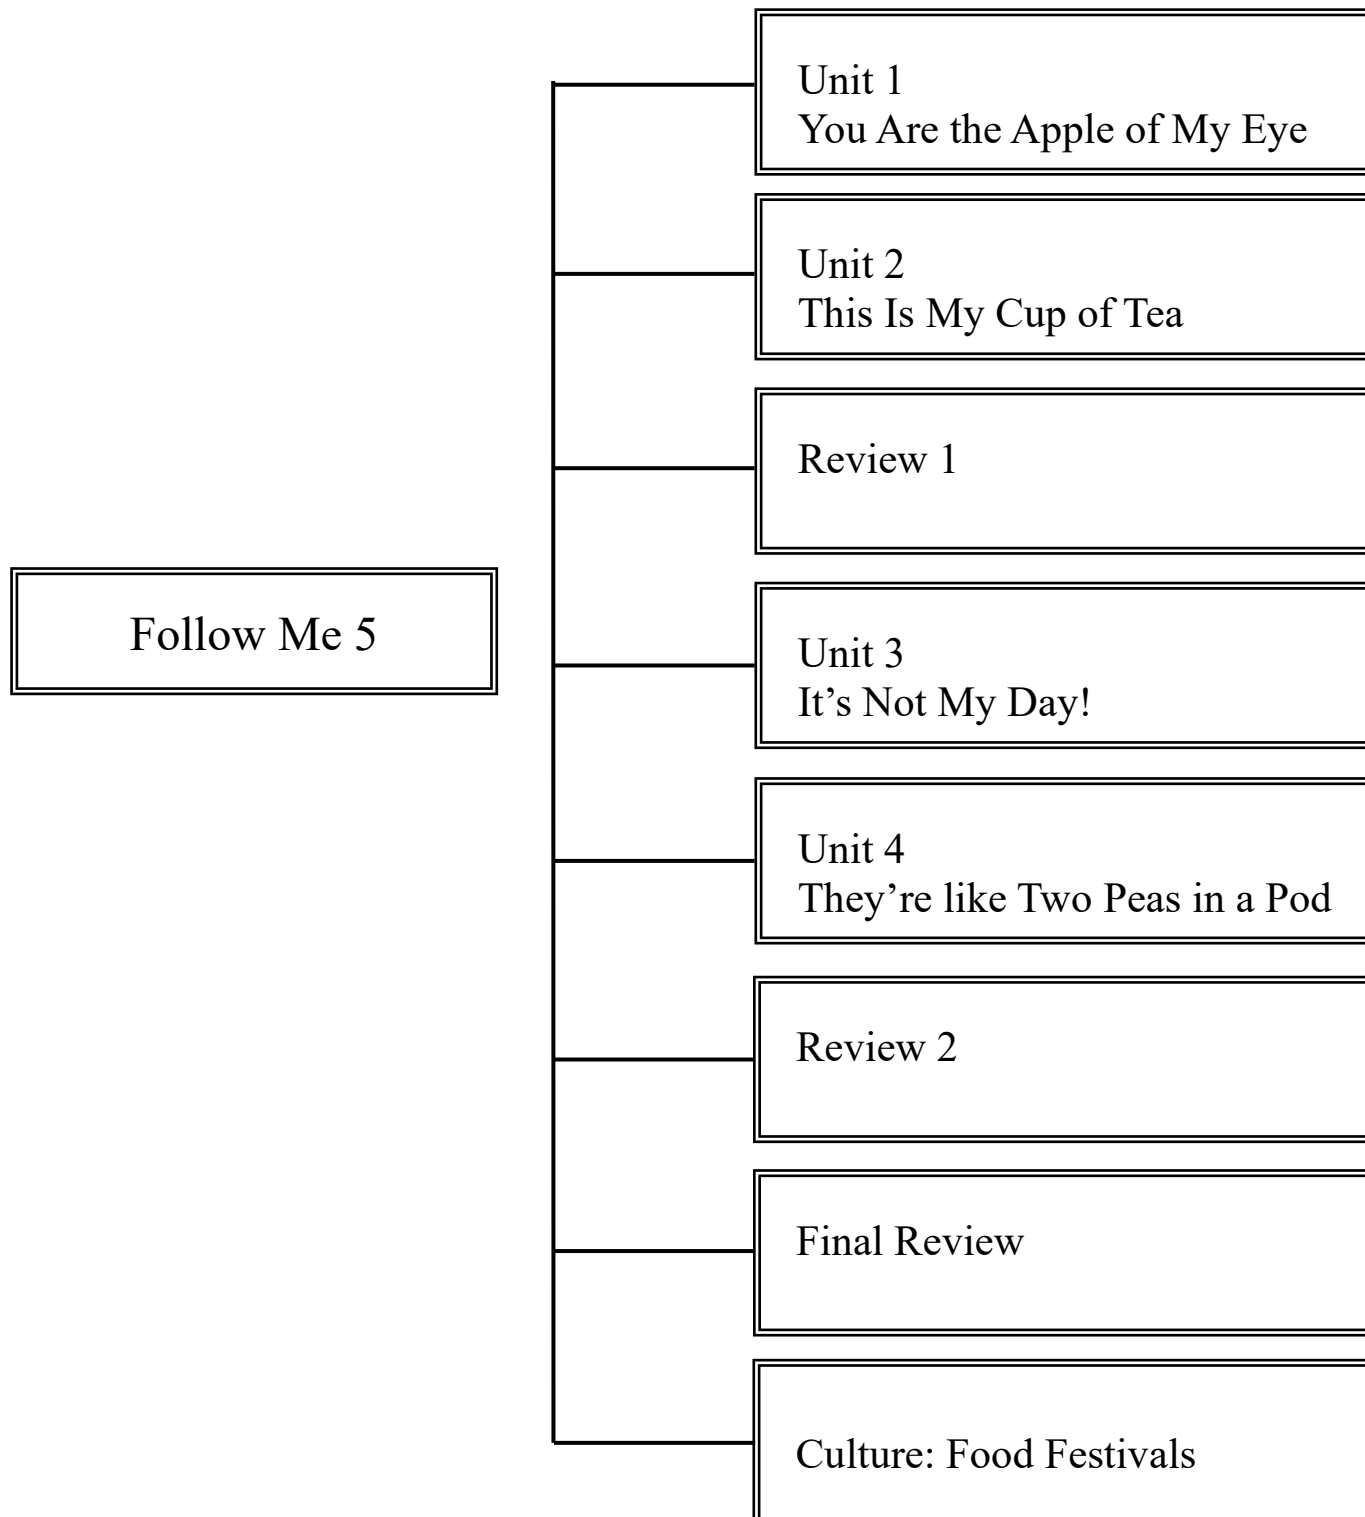 Follow Me 5
Unit 1
You Are the Apple of My Eye
Unit 2
This Is My Cup of Tea
Review 1
Unit 3
It’s Not My Day!
Unit 4
They’re like Two Peas in a Pod
Review 2
Final Review
Culture: Food Festivals